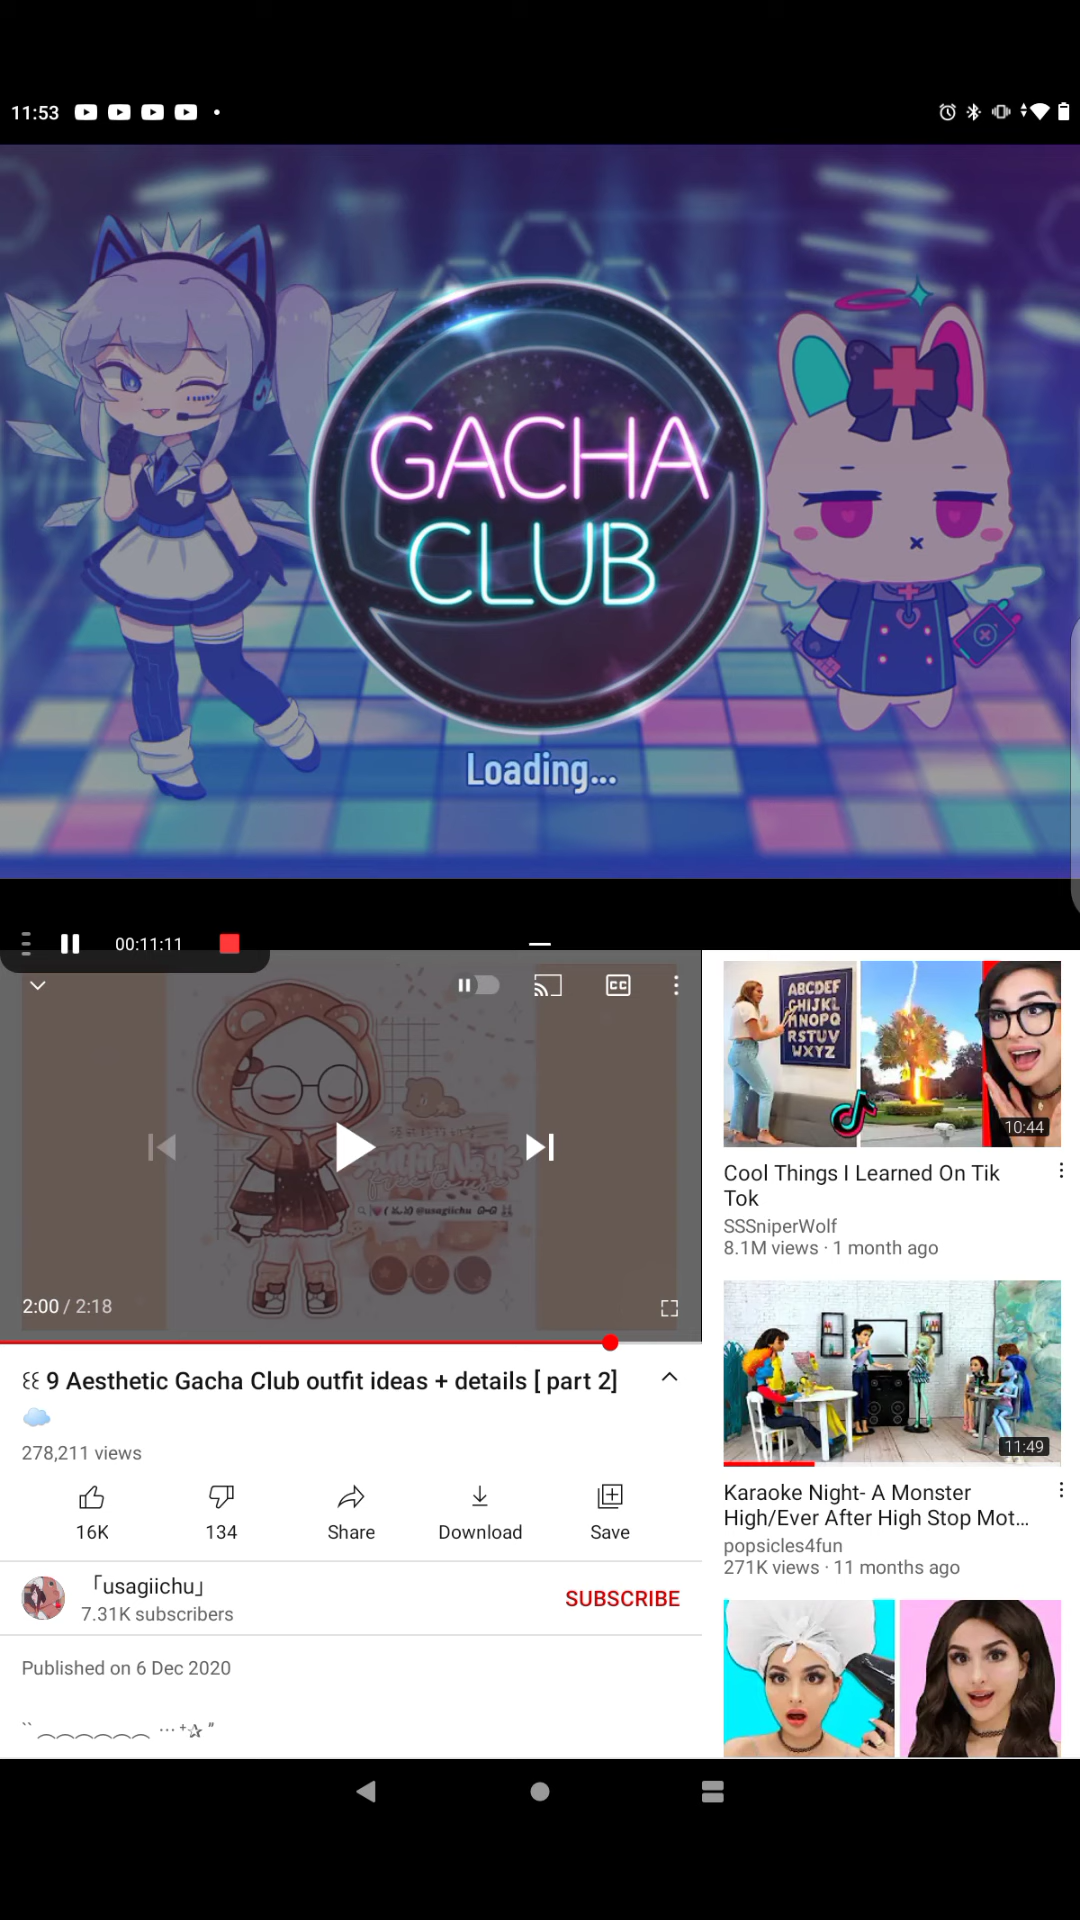 11:53
GACHA
CLUB
Loading...
00:11:11
CC
@usagiichu
2:00 / 2:18
꒰꒰ 9 Aesthetic Gacha Club outfit ideas + details [ part 2]
☁️
278,211 views
16K
134
Share
Download
Save
「usagiichu」
7.31K subscribers
SUBSCRIBE
Published on 6 Dec 2020
ABCDEF
GHIJKL
MNOPQ
RSTUV
WXYZ
10:44
Cool Things I Learned On Tik
Tok
SSSniperWolf
8.1M views · 1 month ago
11:49
Karaoke Night- A Monster
High/Ever After High Stop Mot...
popsicles4fun
271K views · 11 months ago